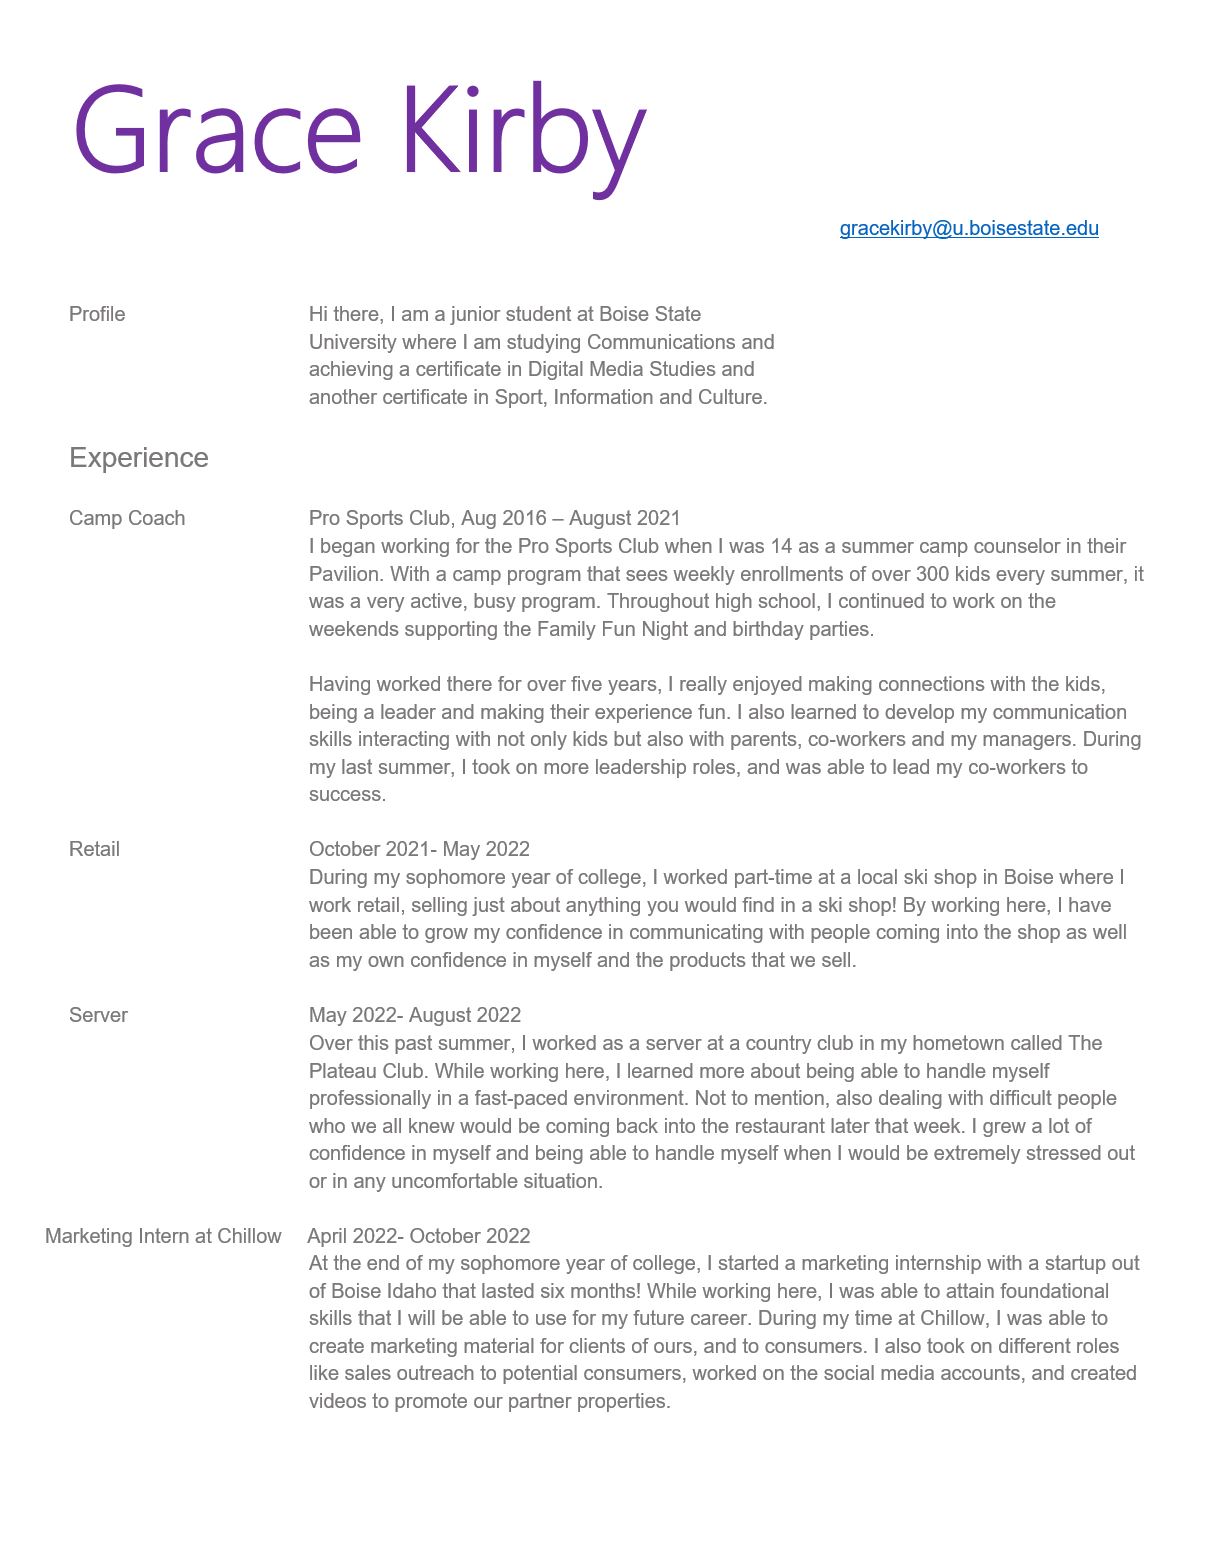 Grace Kirby
gracekirby@u.boisestate.edu
Profile
Hi there, I am a junior student at Boise State
University where I am studying Communications and
achieving a certificate in Digital Media Studies and
another certificate in Sport, Information and Culture.
Experience
Camp Coach
Pro Sports Club, Aug 2016 – August 2021
I began working for the Pro Sports Club when I was 14 as a summer camp counselor in their
Pavilion. With a camp program that sees weekly enrollments of over 300 kids every summer, it
was a very active, busy program. Throughout high school, I continued to work on the
weekends supporting the Family Fun Night and birthday parties.
Having worked there for over five years, I really enjoyed making connections with the kids,
being a leader and making their experience fun. I also learned to develop my communication
skills interacting with not only kids but also with parents, co-workers and my managers. During
my last summer, I took on more leadership roles, and was able to lead my co-workers to
success.
Retail
October 2021- May 2022
During my sophomore year of college, I worked part-time at a local ski shop in Boise where I
work retail, selling just about anything you would find in a ski shop! By working here, I have
been able to grow my confidence in communicating with people coming into the shop as well
as my own confidence in myself and the products that we sell.
Server
May 2022- August 2022
Over this past summer, I worked as a server at a country club in my hometown called The
Plateau Club. While working here, I learned more about being able to handle myself
professionally in a fast-paced environment. Not to mention, also dealing with difficult people
who we all knew would be coming back into the restaurant later that week. I grew a lot of
confidence in myself and being able to handle myself when I would be extremely stressed out
or in any uncomfortable situation.
Marketing Intern at Chillow
April 2022- October 2022
At the end of my sophomore year of college, I started a marketing internship with a startup out
of Boise Idaho that lasted six months! While working here, I was able to attain foundational
skills that I will be able to use for my future career. During my time at Chillow, I was able to
create marketing material for clients of ours, and to consumers. I also took on different roles
like sales outreach to potential consumers, worked on the social media accounts, and created
videos to promote our partner properties.